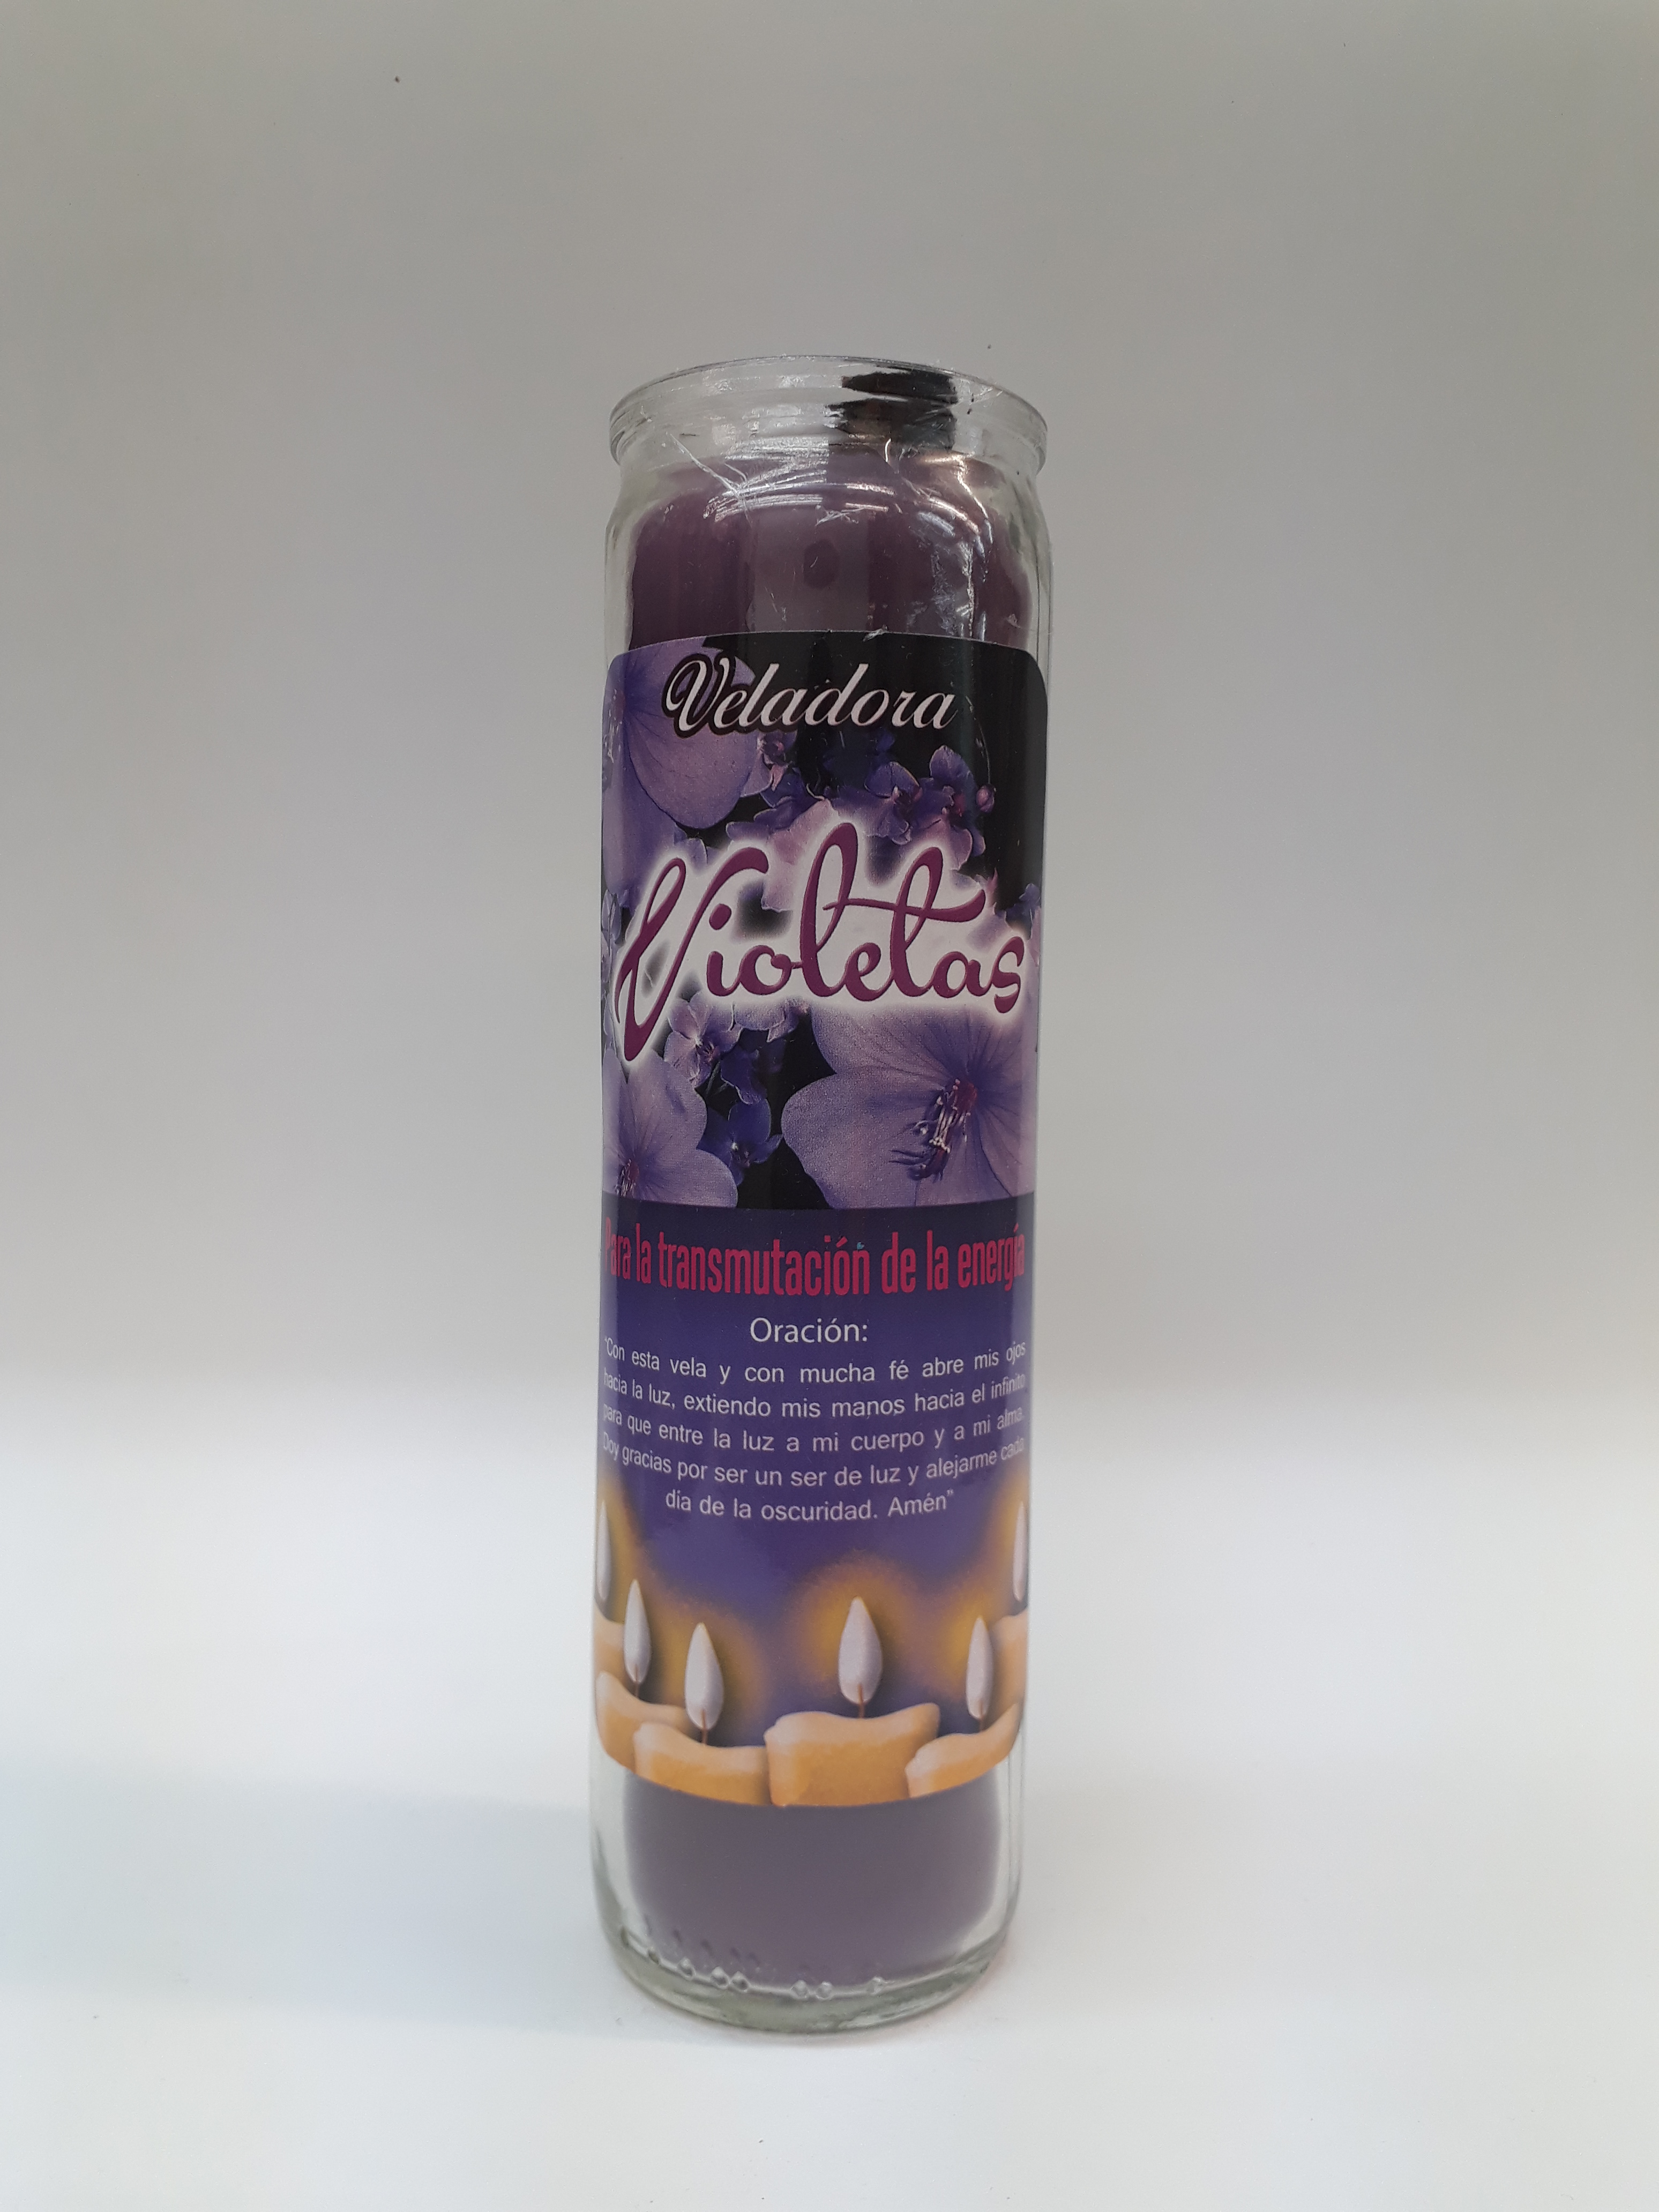 Veladora
Violetas
Para la transmutación de la energía
Oración:
"Con esta vela y con mucha fé abre mis ojos
hacia la luz, extiendo mis manos hacia el infinito
para que entre la luz a mi cuerpo y a mi alma.
Doy gracias por ser un ser de luz y alejarme cada
día de la oscuridad. Amén"